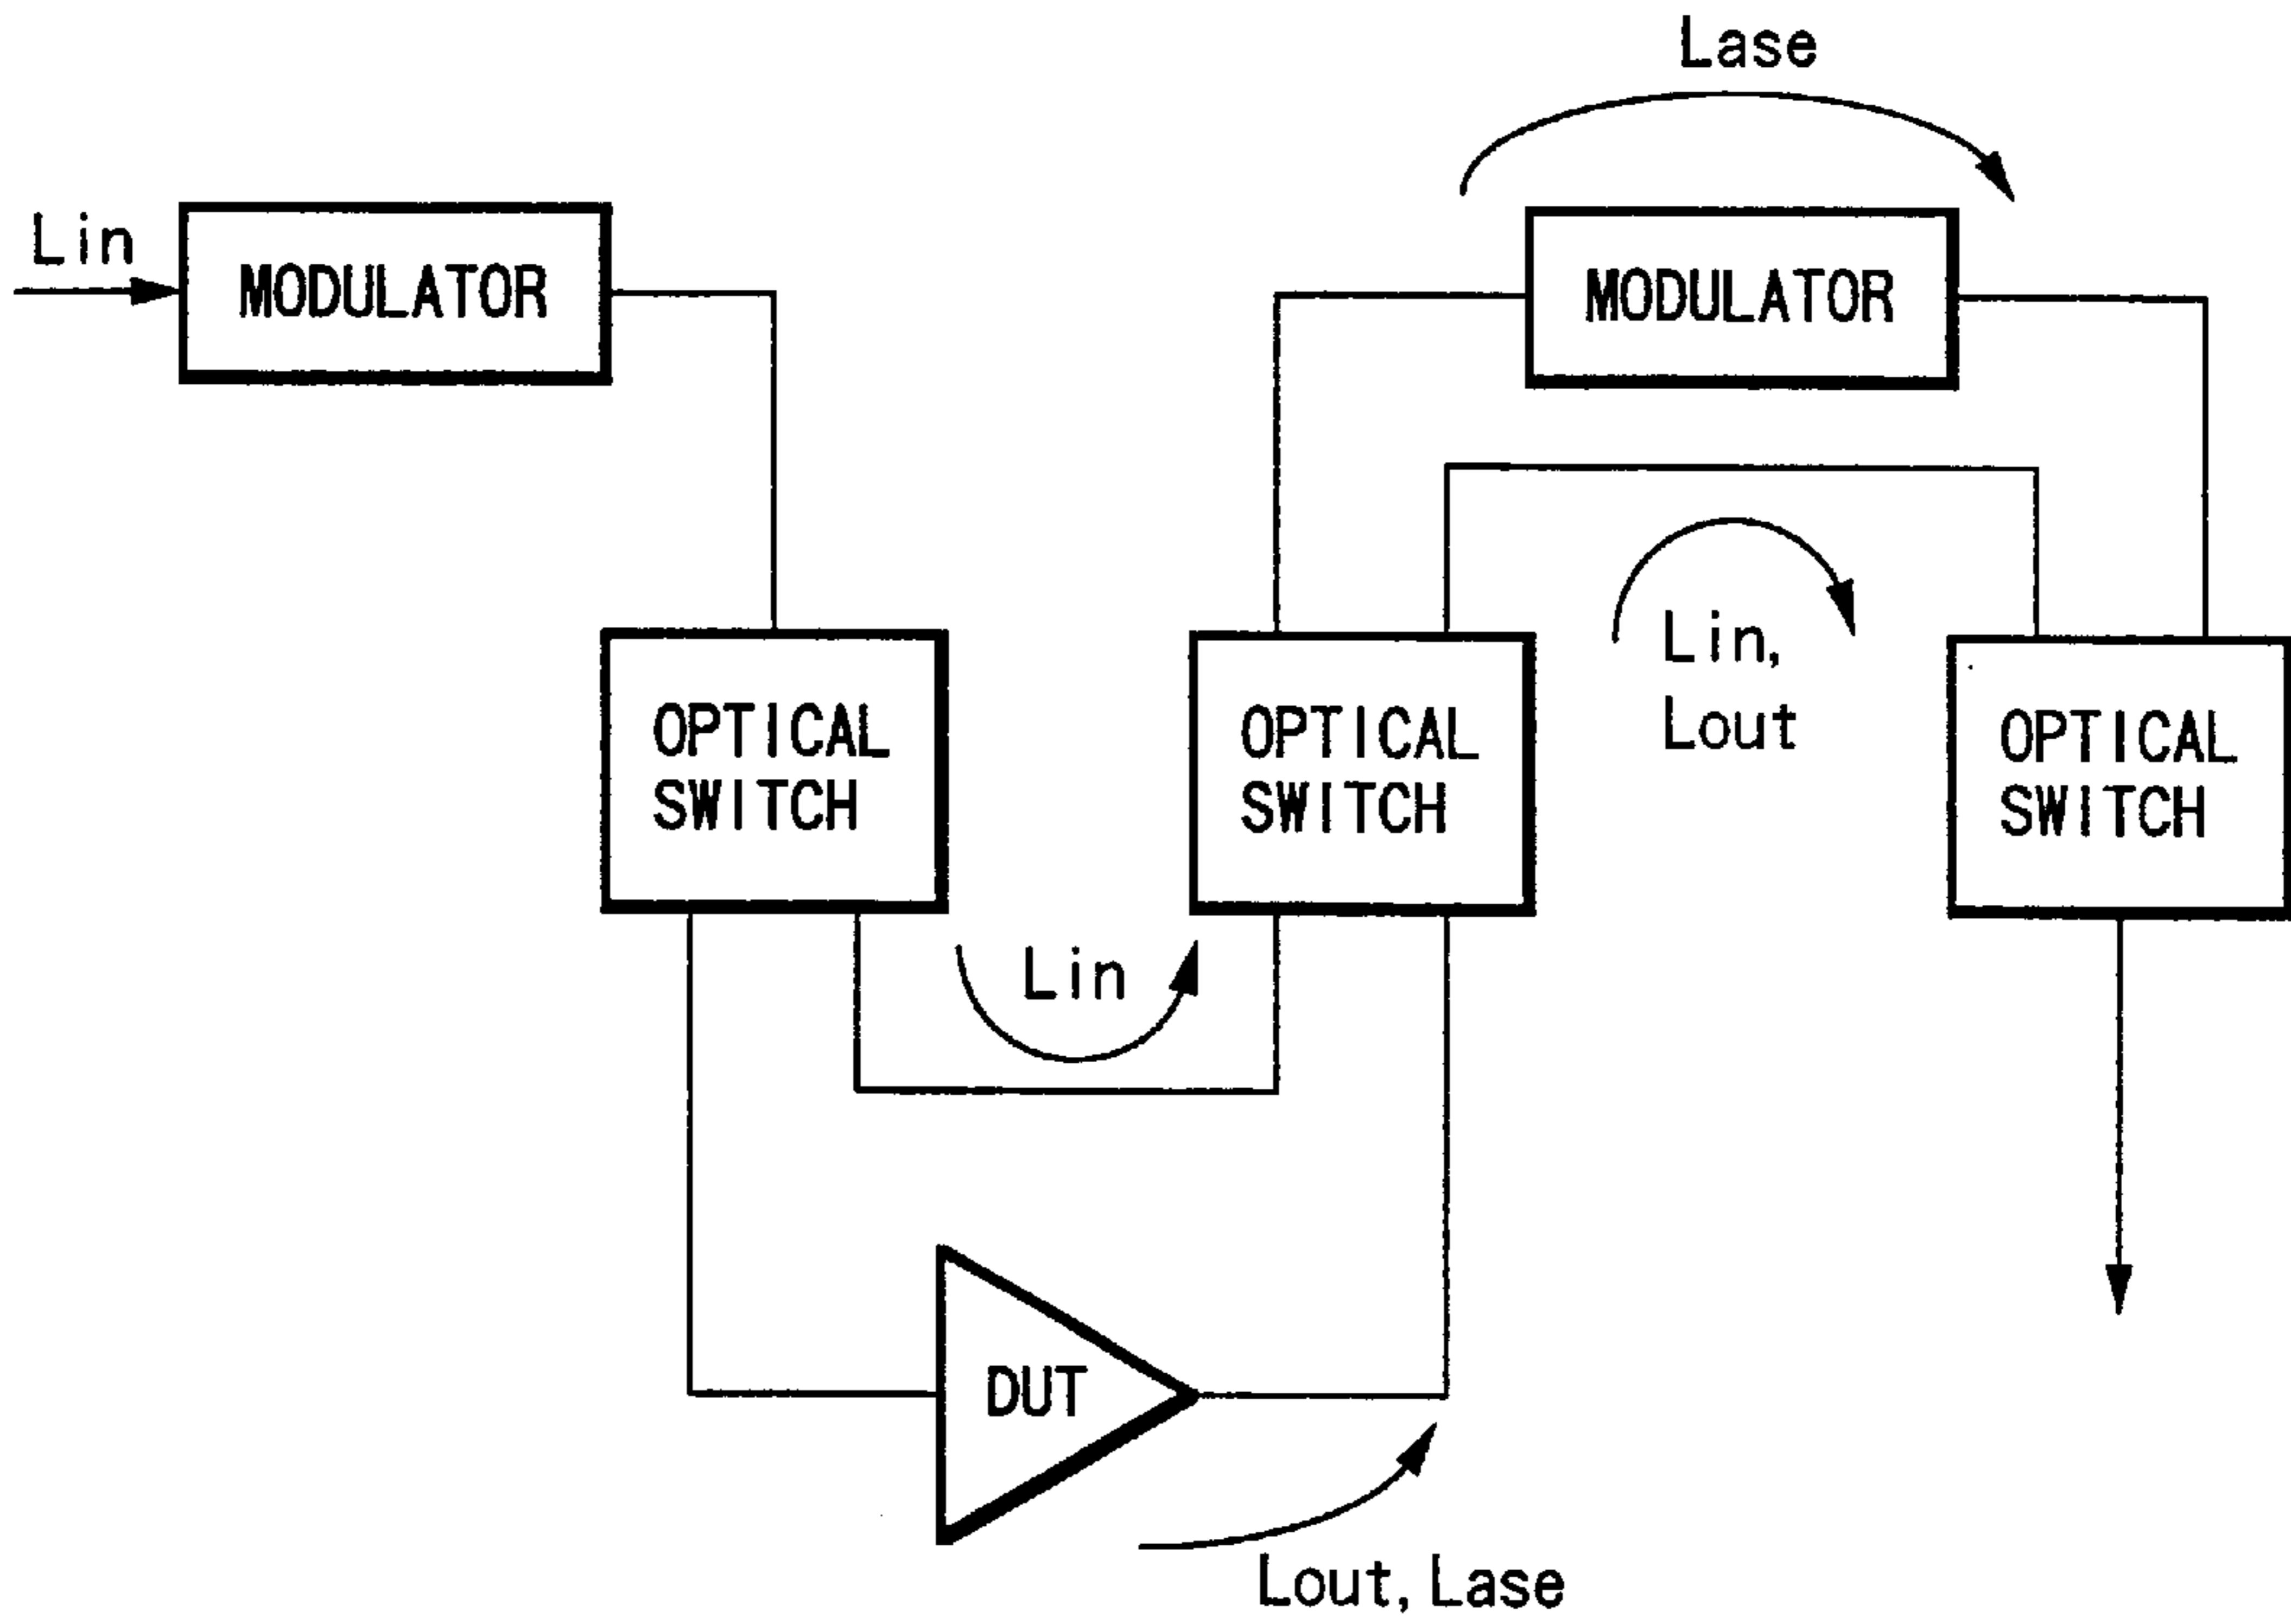 Lase
Lin
MODULATOR
MODULATOR
Lin,
Lout
OPTICAL
SWITCH
OPTICAL
SWITCH
OPTICAL
SWITCH
Lin
DUT
Lout, Lase